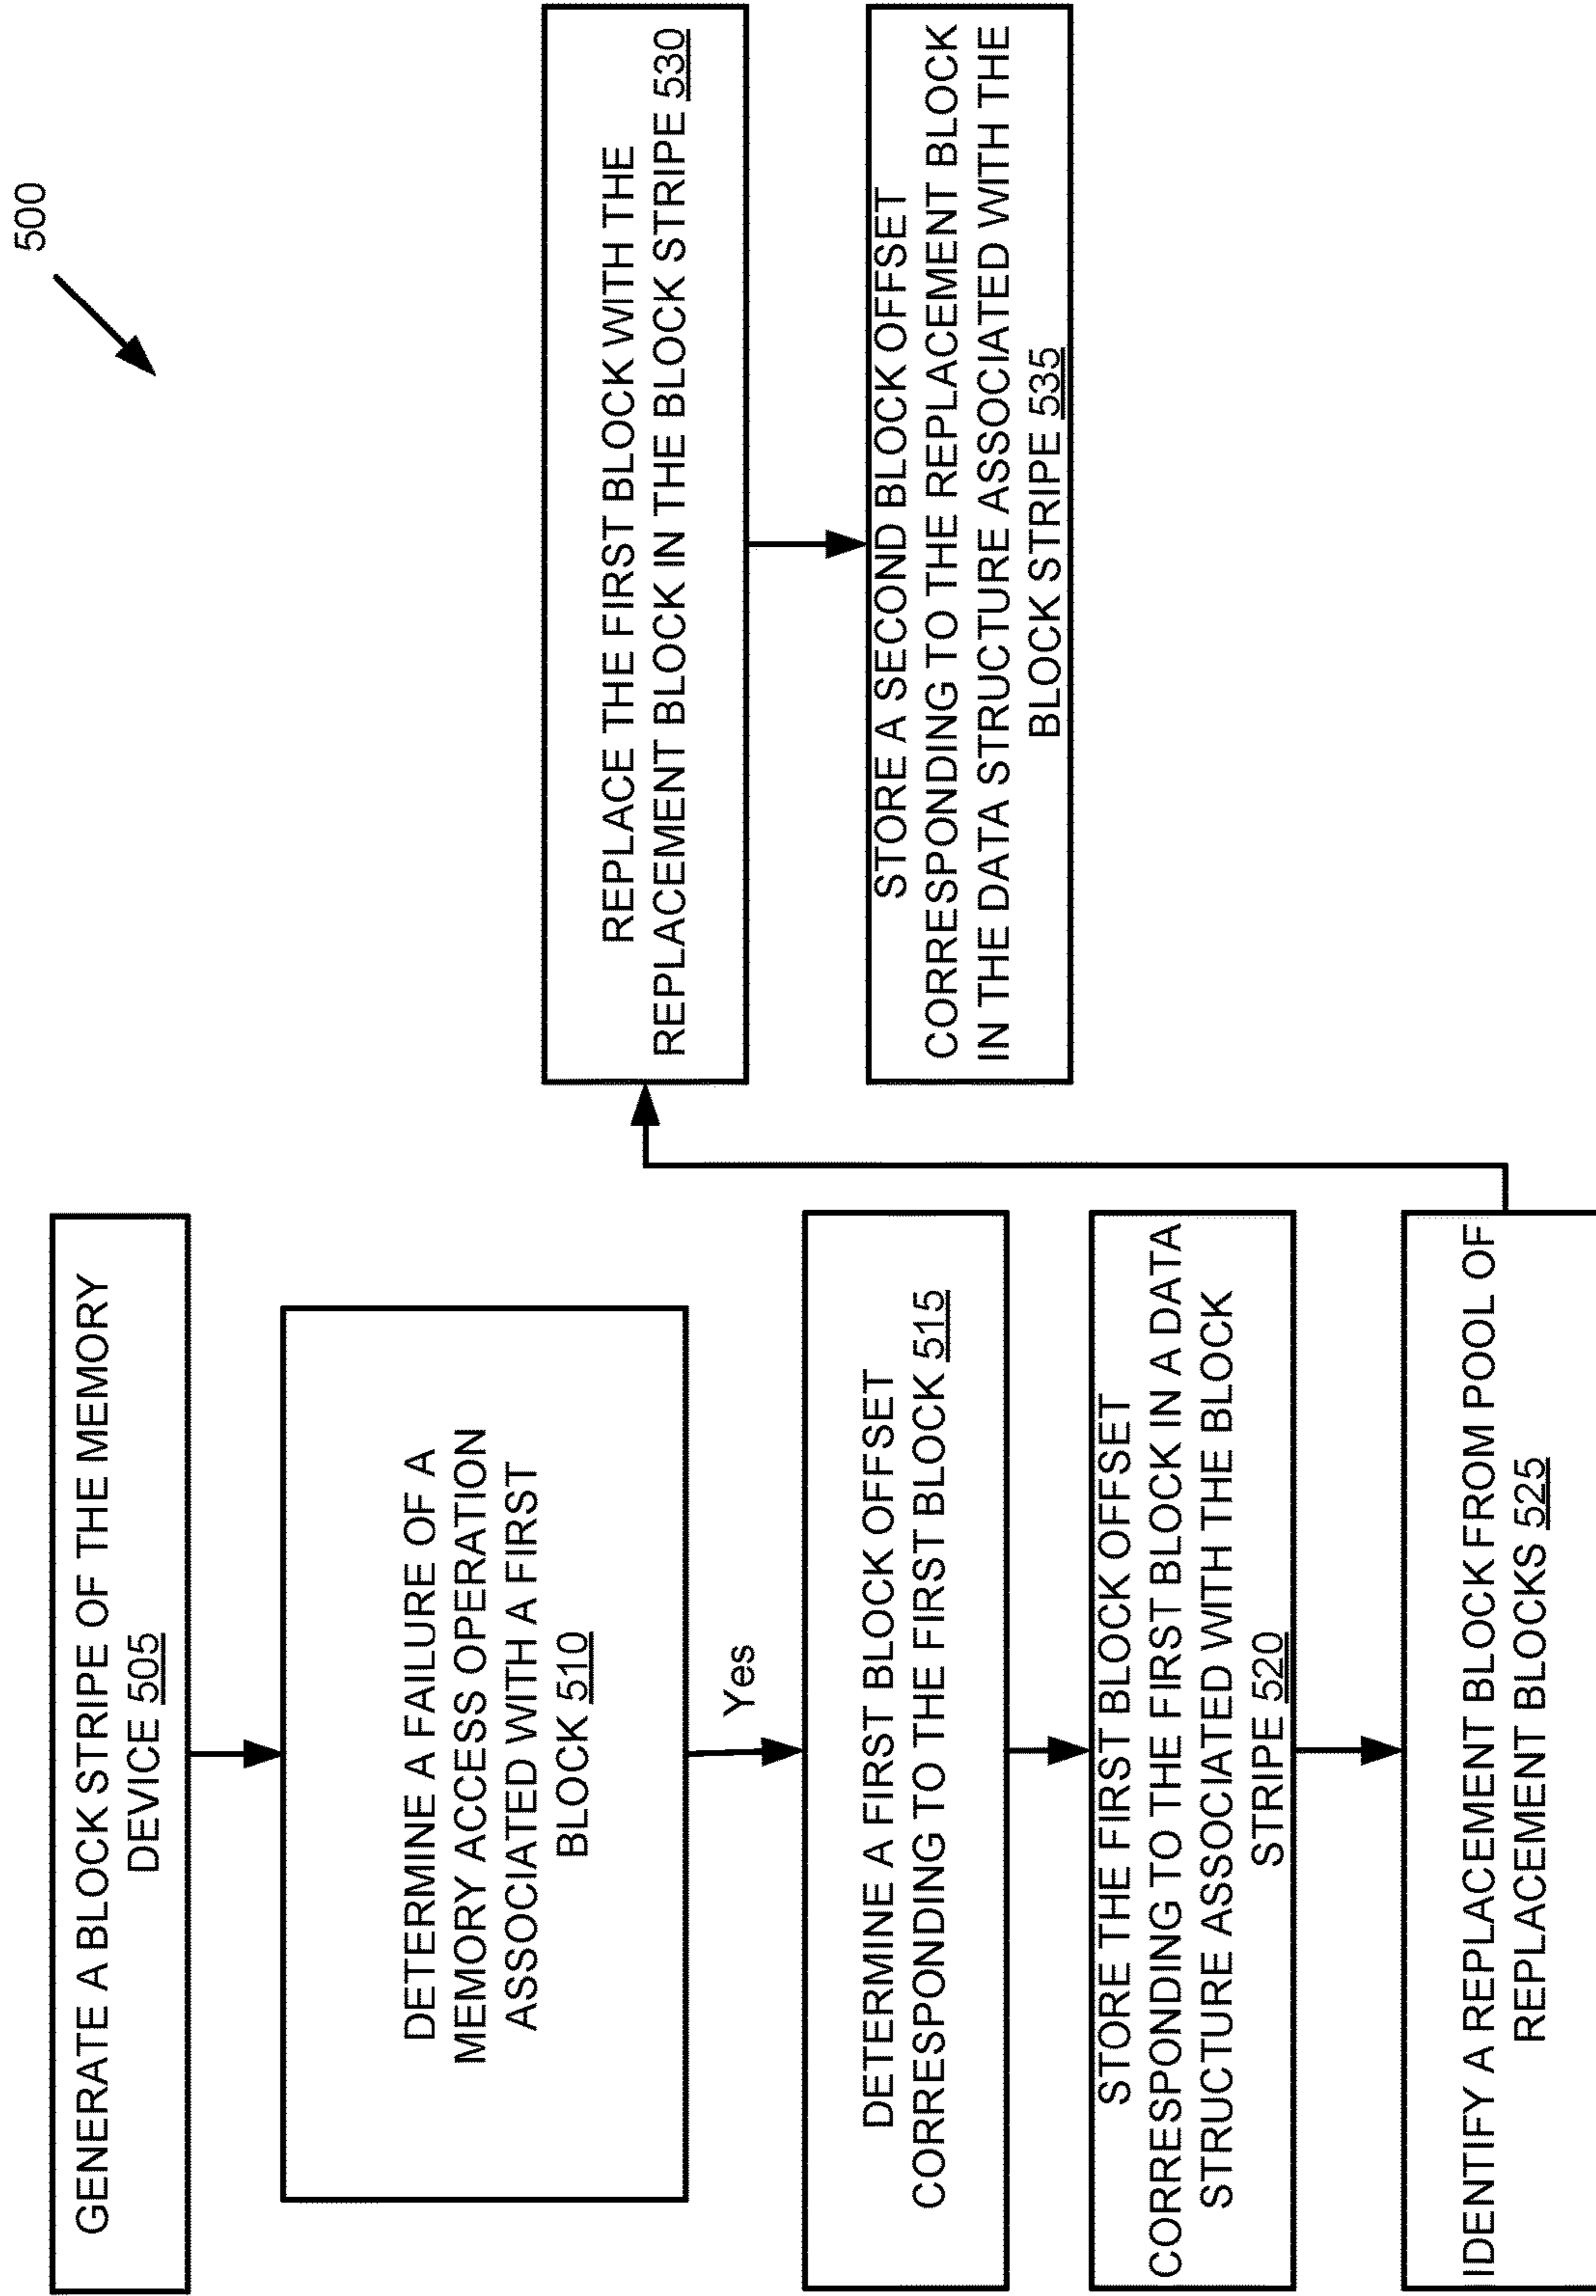 500
GENERATE A BLOCK STRIPE OF THE MEMORY
DEVICE 505
DETERMINE A FAILURE OF A
MEMORY ACCESS OPERATION
ASSOCIATED WITH A FIRST
BLOCK 510
Yes
DETERMINE A FIRST BLOCK OFFSET
CORRESPONDING TO THE FIRST BLOCK 515
STORE THE FIRST BLOCK OFFSET
CORRESPONDING TO THE FIRST BLOCK IN A DATA
STRUCTURE ASSOCIATED WITH THE BLOCK
STRIPE 520
IDENTIFY A REPLACEMENT BLOCK FROM POOL OF
REPLACEMENT BLOCKS 525
REPLACE THE FIRST BLOCK WITH THE
REPLACEMENT BLOCK IN THE BLOCK STRIPE 530
STORE A SECOND BLOCK OFFSET
CORRESPONDING TO THE REPLACEMENT BLOCK
IN THE DATA STRUCTURE ASSOCIATED WITH THE
BLOCK STRIPE 535